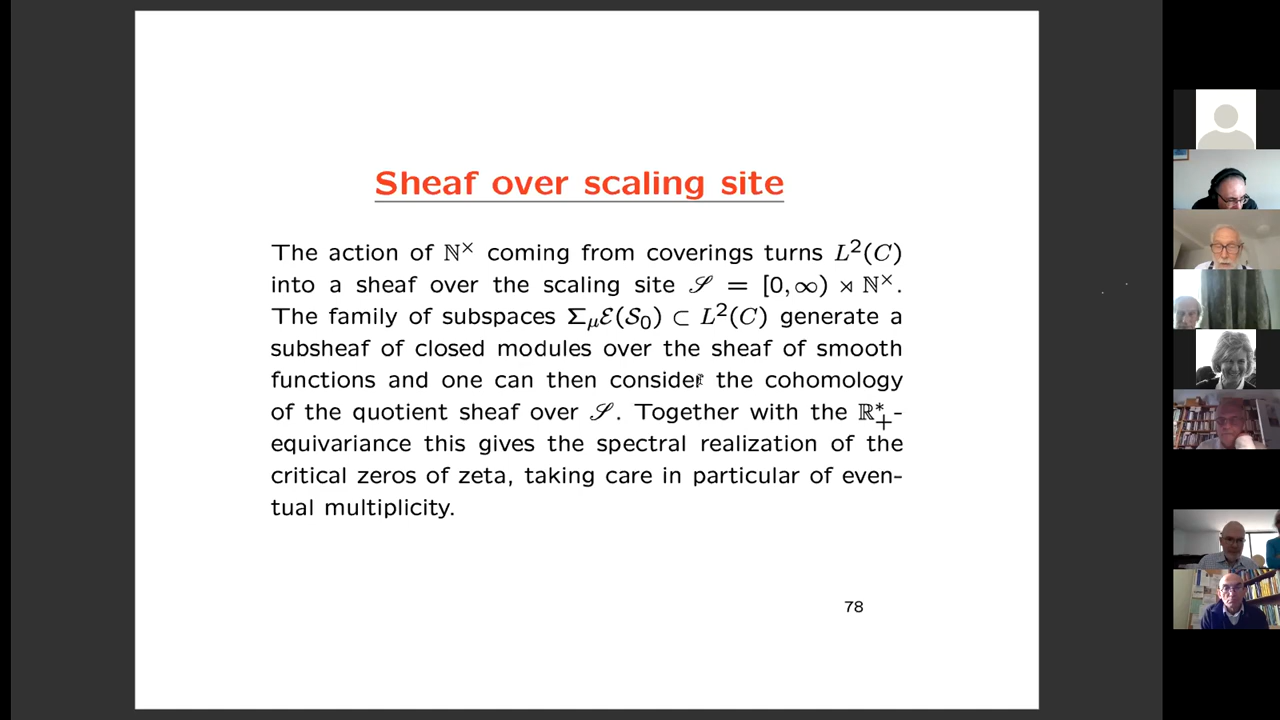 Sheaf over scaling site
The action of ℕ× coming from coverings turns L²(C)
into a sheaf over the scaling site 𝒮 = [0, ∞) ⋊ ℕ×.
The family of subspaces Σ_μℰ(𝒮₀) ⊂ L²(C) generate a
subsheaf of closed modules over the sheaf of smooth
functions and one can then consider the cohomology
of the quotient sheaf over 𝒮. Together with the ℝ₊*-
equivariance this gives the spectral realization of the
critical zeros of zeta, taking care in particular of even-
tual multiplicity.
78